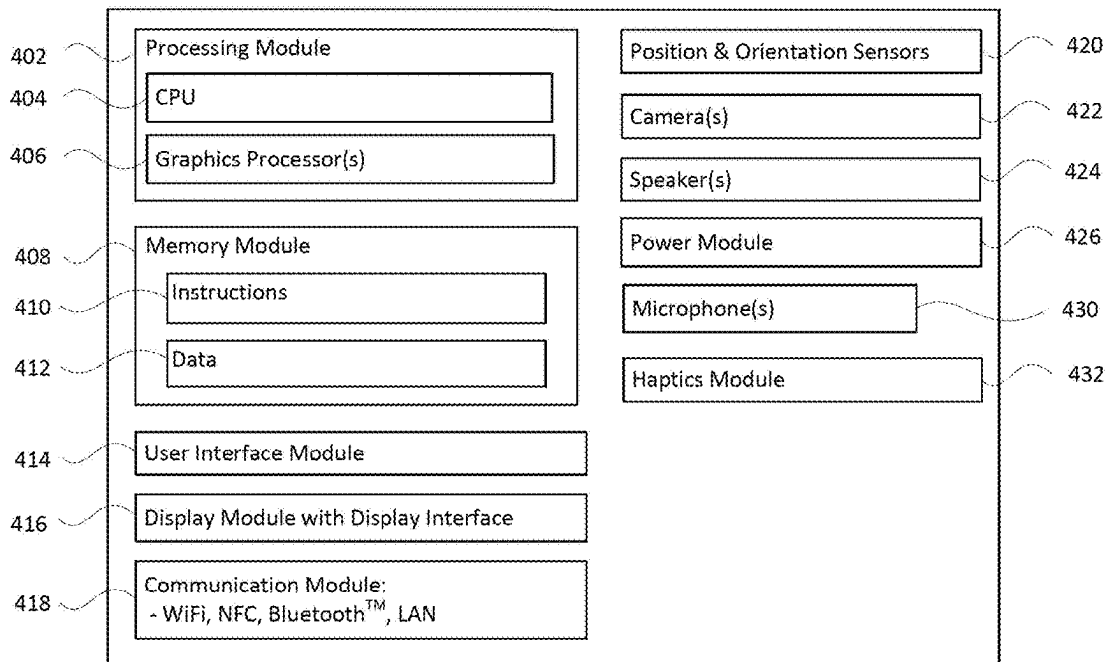 402
Processing Module
404
CPU
406
Graphics Processor(s)
408
Memory Module
410
Instructions
412
Data
414
User Interface Module
416
Display Module with Display Interface
418
Communication Module:
- WiFi, NFC, Bluetooth™, LAN
Position & Orientation Sensors
420
Camera(s)
422
Speaker(s)
424
Power Module
426
Microphone(s)
430
Haptics Module
432